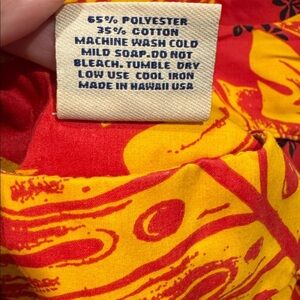 65% POLYESTER
35% COTTON
MACHINE WASH COLD
MILD SOAP. DO NOT
BLEACH. TUMBLE DRY
LOW USE COOL IRON
MADE IN HAWAII USA